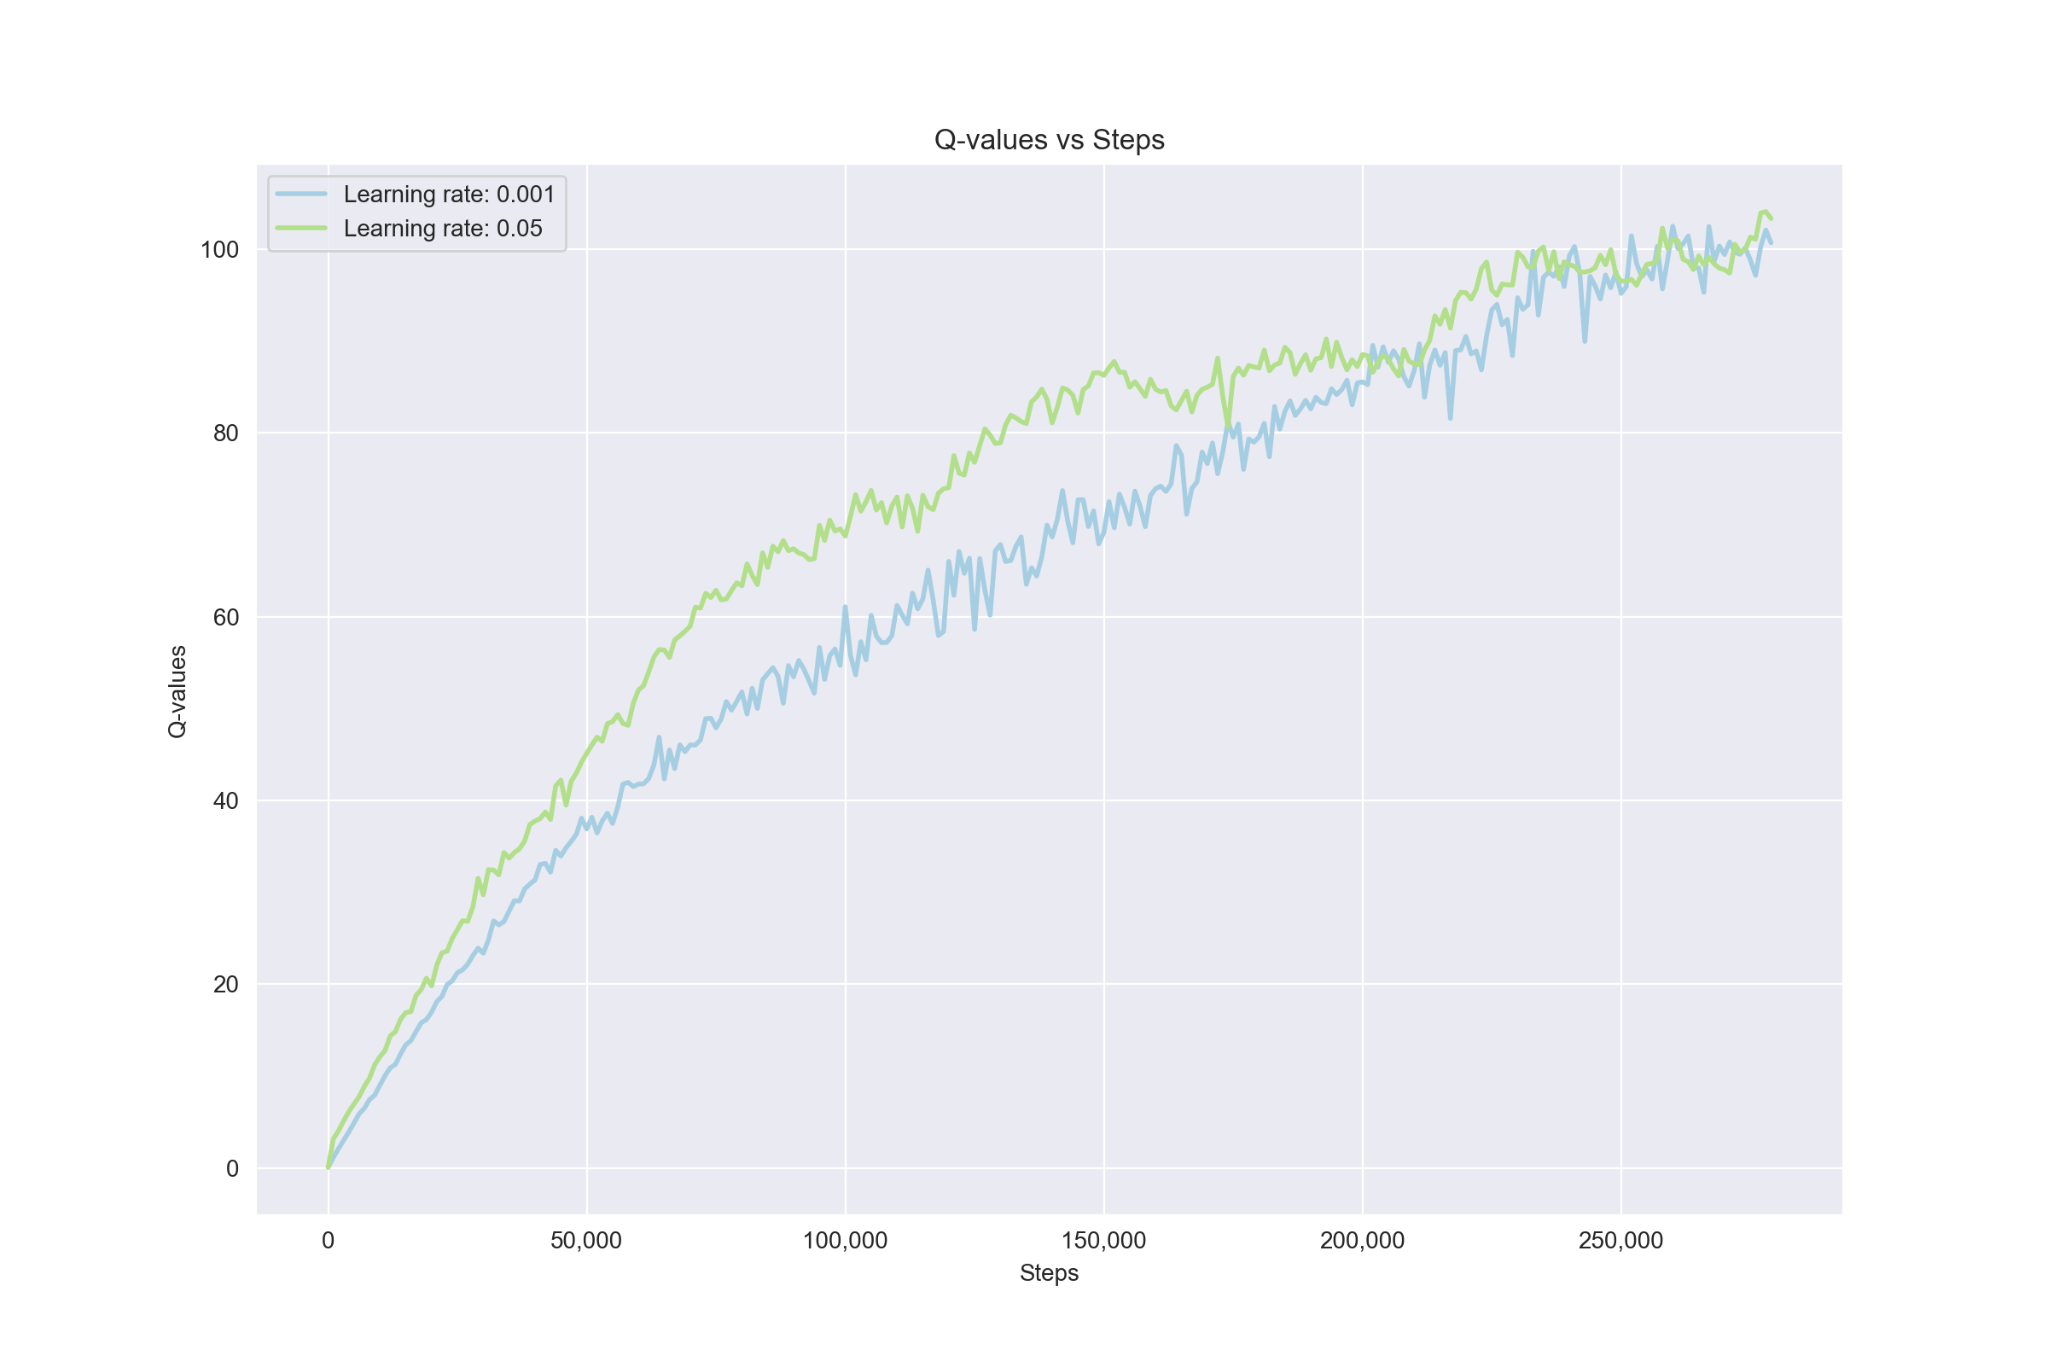 Q-values vs Steps
Learning rate: 0.001
Learning rate: 0.05
100
80
60
40
20
0
Q-values
0 50,000 100,000 150,000 200,000 250,000
Steps